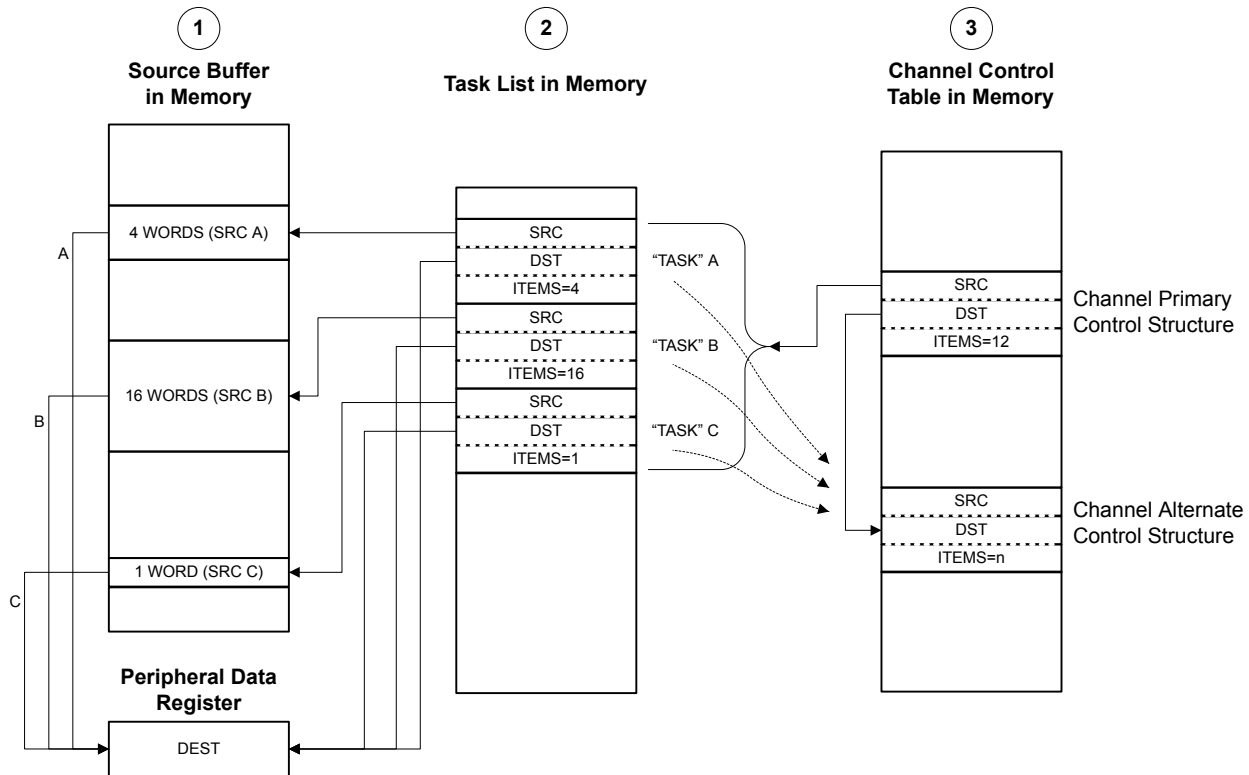 1
Source Buffer
in Memory
4 WORDS (SRC A)
16 WORDS (SRC B)
1 WORD (SRC C)
A
B
C
Peripheral Data
Register
DEST
2
Task List in Memory
SRC
DST
ITEMS=4
SRC
DST
ITEMS=16
SRC
DST
ITEMS=1
“TASK” A
“TASK” B
“TASK” C
3
Channel Control
Table in Memory
SRC
DST
ITEMS=12
Channel Primary
Control Structure
SRC
DST
ITEMS=n
Channel Alternate
Control Structure